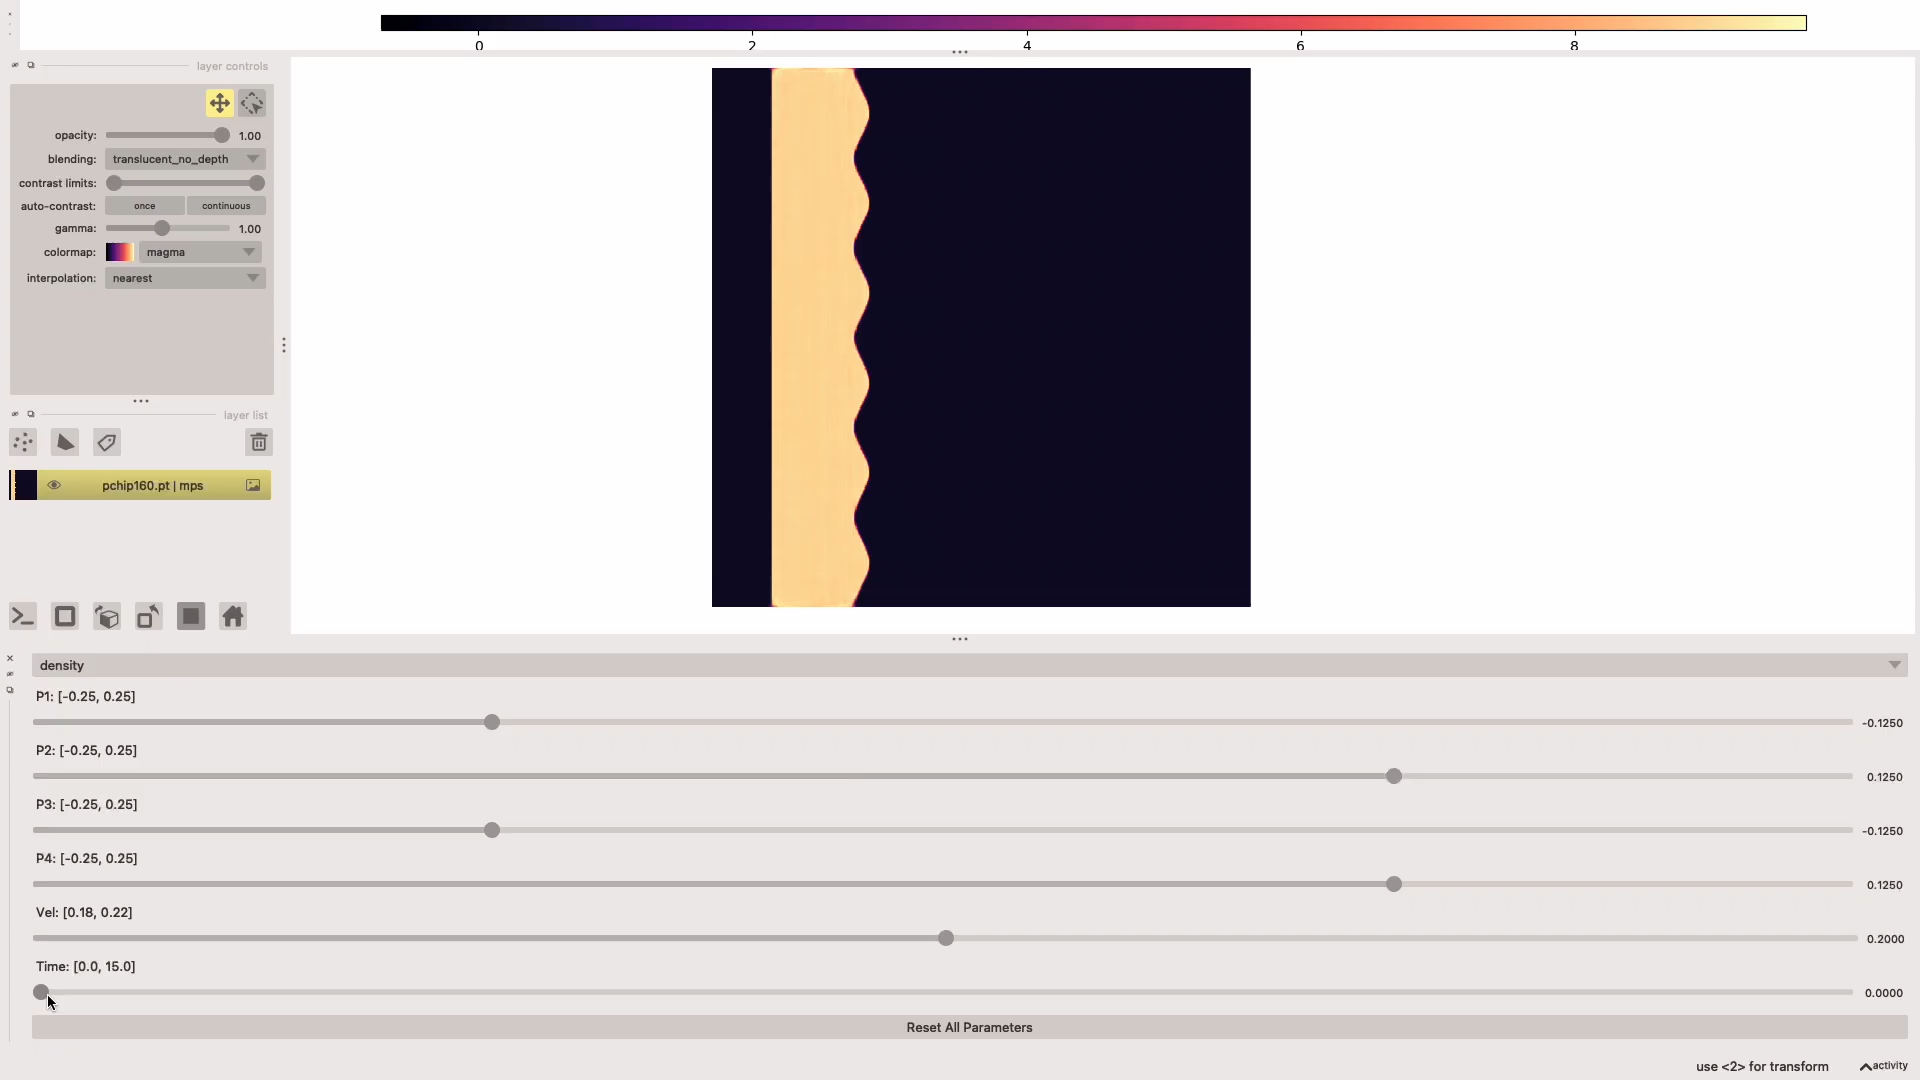 0 2 4 6 8
layer controls
opacity: 1.00
blending: translucent_no_depth
contrast limits:
auto-contrast: once continuous
gamma: 1.00
colormap: magma
interpolation: nearest
layer list
pchip160.pt | mps
density
P1: [-0.25, 0.25]
-0.1250
P2: [-0.25, 0.25]
0.1250
P3: [-0.25, 0.25]
-0.1250
P4: [-0.25, 0.25]
0.1250
Vel: [0.18, 0.22]
0.2000
Time: [0.0, 15.0]
0.0000
Reset All Parameters
use <2> for transform activity